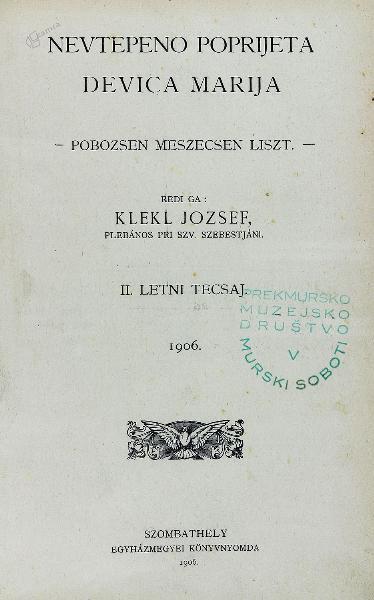 NEVTEPENO POPRIJETA
DEVICA MARIJA
— POBOZSEN MESZECSEN LISZT. —
REDI GA :
KLEKL JOZSEF,
PLEBÁNOS PRI SZV. SZEBESTJÁNI.
II. LETNI TECSAJ.
PREKMURSKO
MUZEJSKO
DRUŠTVO
V
MURSKI SOBOTI
1906.
SZOMBATHELY
EGYHÁZMEGYEI KÖNYVNYOMDA
1906.